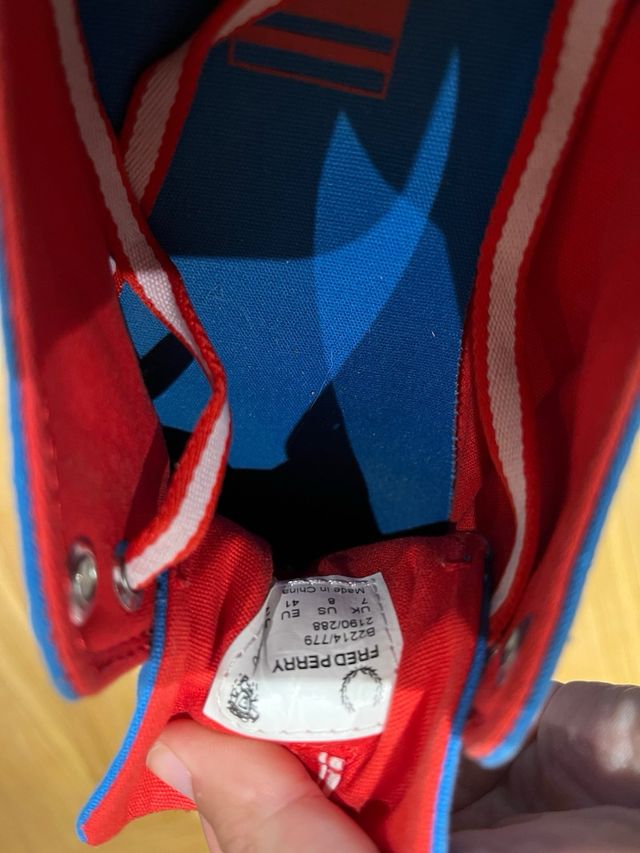 FRED PERRY
B2214/779
2190/288
UK US EU
7 8 41
Made in China